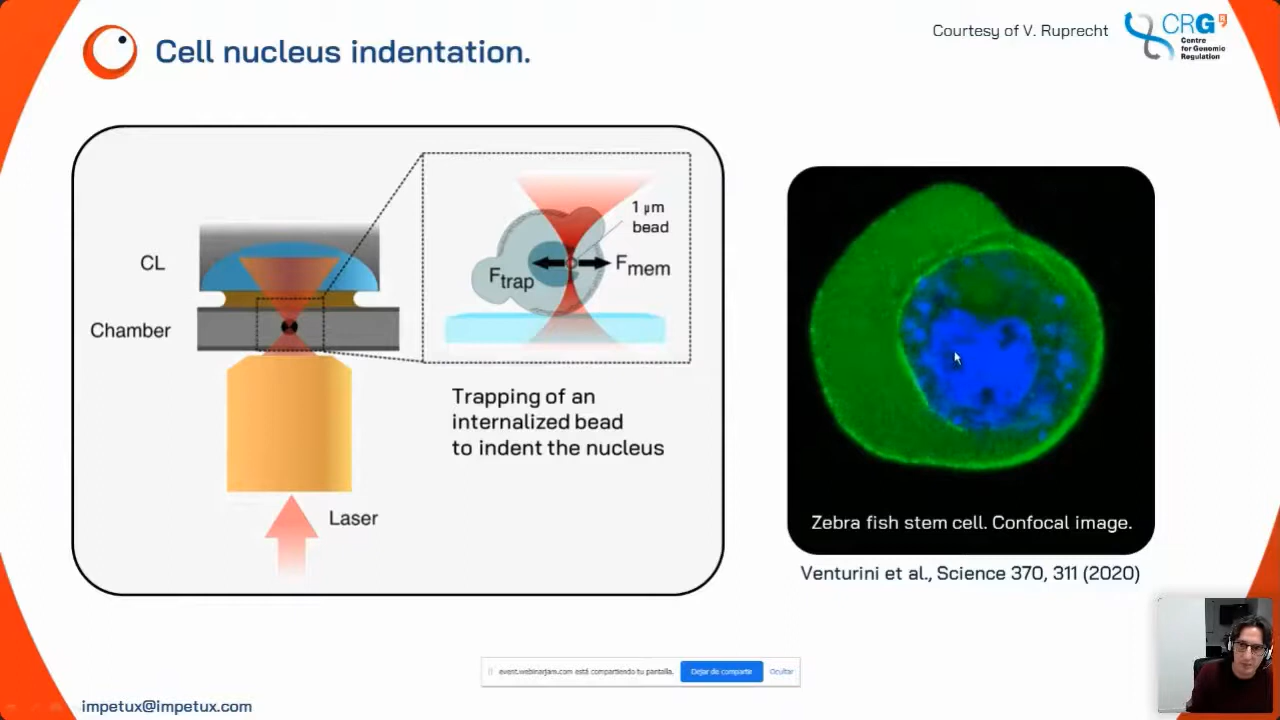 Cell nucleus indentation.
Courtesy of V. Ruprecht
CRG
Centre
for Genomic
Regulation
CL
Chamber
Laser
1 μm
bead
Ftrap
Fmem
Trapping of an
internalized bead
to indent the nucleus
Zebra fish stem cell. Confocal image.
Venturini et al., Science 370, 311 (2020)
event.webinarjam.com está compartiendo tu pantalla.
Dejar de compartir
Ocultar
impetux@impetux.com